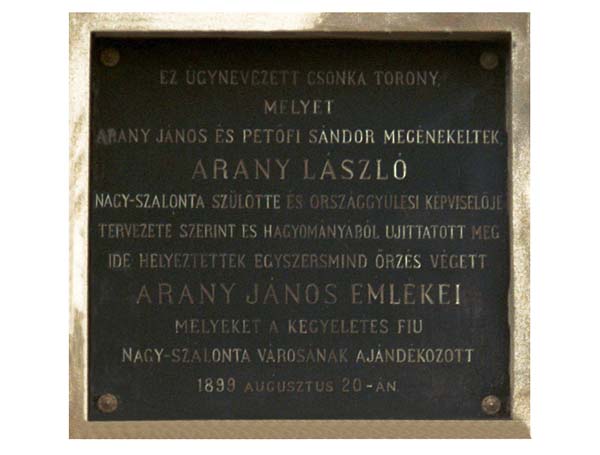 EZ ÚGYNEVEZETT CSONKA TORONY,
MELYET
ARANY JÁNOS ÉS PETŐFI SÁNDOR MEGÉNEKELTEK,
ARANY LÁSZLÓ
NAGY-SZALONTA SZÜLÖTTE ÉS ORSZÁGGYÜLÉSI KÉPVISELŐJE
TERVEZETE SZERINT ÉS HAGYOMÁNYÁBÓL UJITTATOTT MEG.
IDE HELYEZTETTEK EGYSZERSMIND ŐRZÉS VÉGETT
ARANY JÁNOS EMLÉKEI
MELYEKET A KEGYELETES FIU
NAGY-SZALONTA VÁROSÁNAK AJÁNDÉKOZOTT
1899 AUGUSZTUS 20-ÁN.